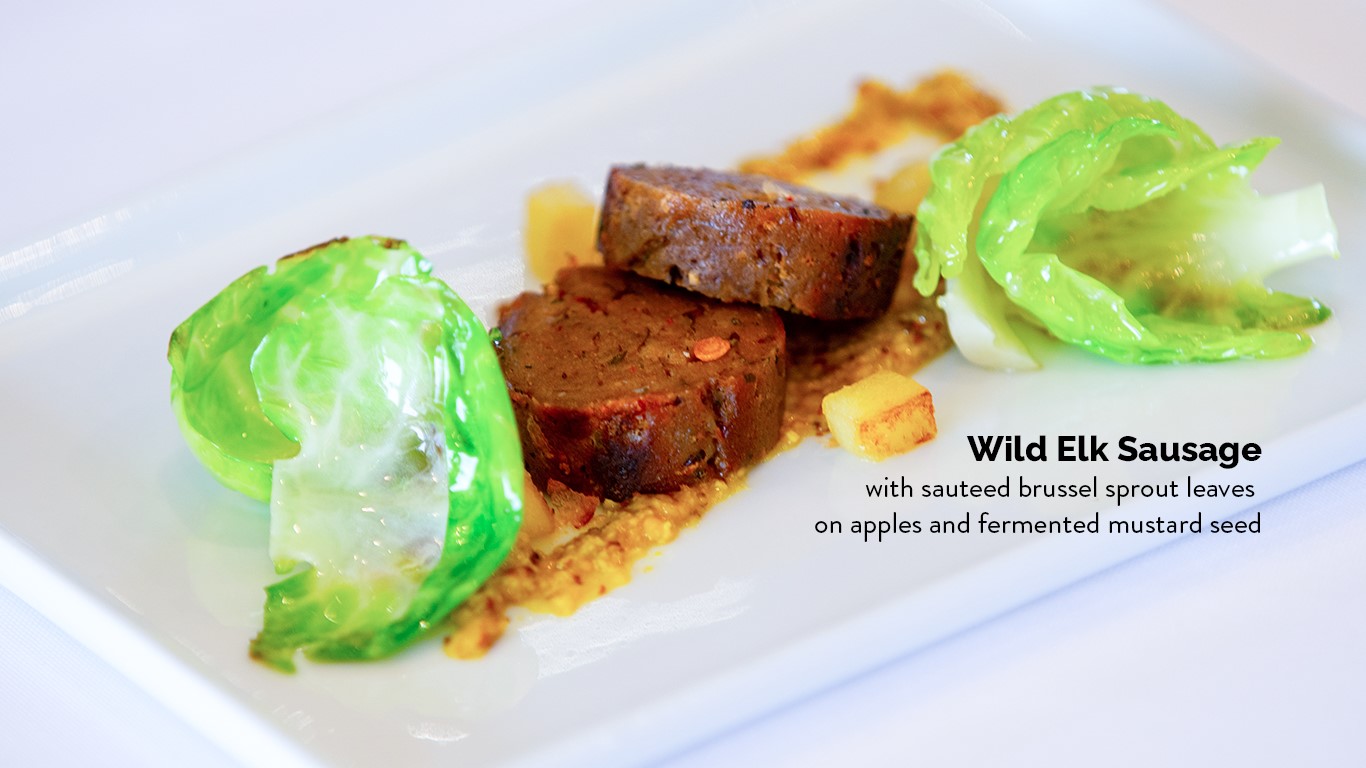 Wild Elk Sausage
with sauteed brussel sprout leaves
on apples and fermented mustard seed